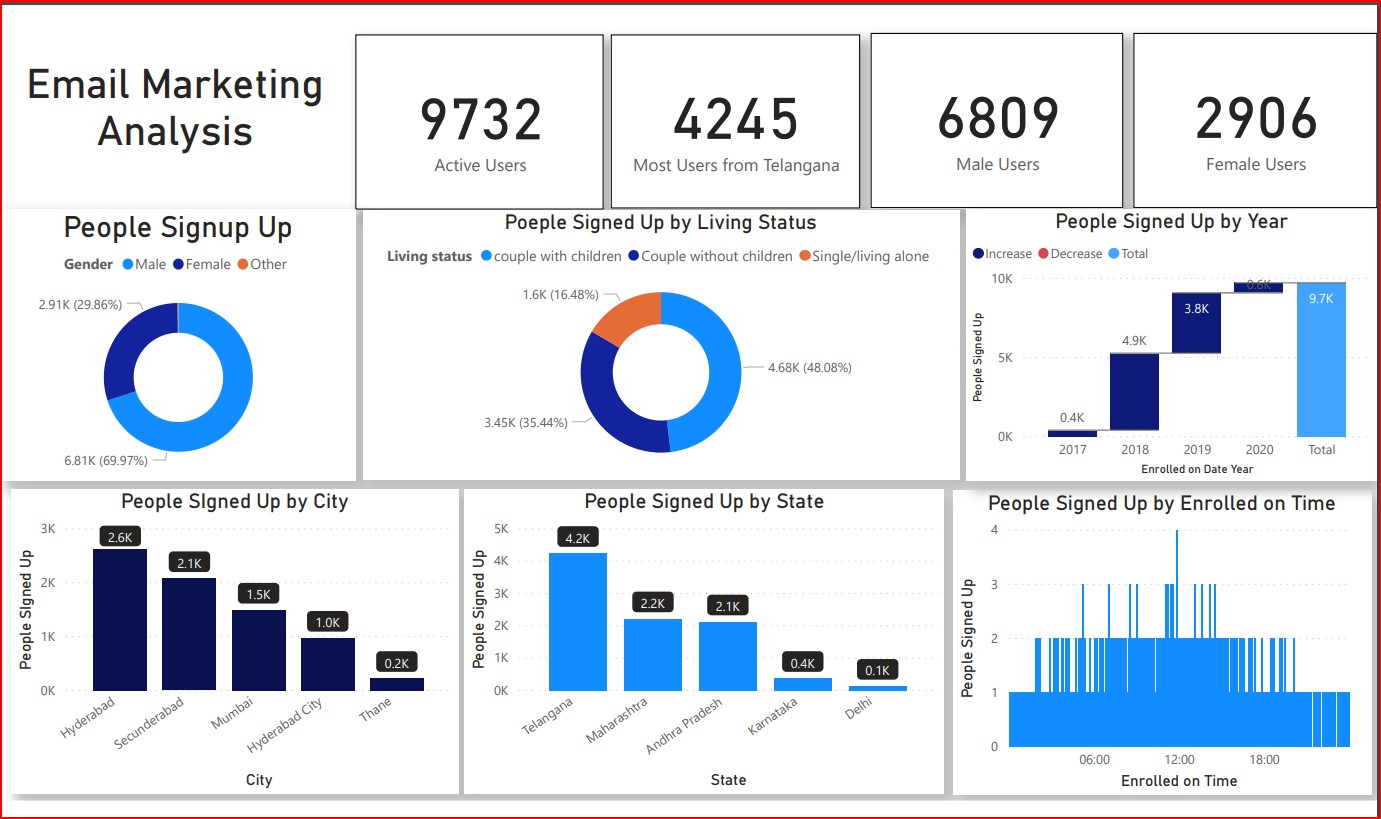 Email Marketing
Analysis
9732
Active Users
4245
Most Users from Telangana
6809
Male Users
2906
Female Users
People Signup Up
Gender Male Female Other
2.91K (29.86%)
6.81K (69.97%)
Poeple Signed Up by Living Status
Living status couple with children Couple without children Single/living alone
1.6K (16.48%)
4.68K (48.08%)
3.45K (35.44%)
People Signed Up by Year
Increase Decrease Total
People Signed Up
10K
5K
0K
0.4K
4.9K
3.8K
0.6K
9.7K
2017 2018 2019 2020 Total
Enrolled on Date Year
People SIgned Up by City
People SIgned Up
3K
2K
1K
0K
2.6K
2.1K
1.5K
1.0K
0.2K
Hyderabad
Secunderabad
Mumbai
Hyderabad City
Thane
City
People Signed Up by State
People Signed Up
5K
4K
3K
2K
1K
0K
4.2K
2.2K
2.1K
0.4K
0.1K
Telangana
Maharashtra
Andhra Pradesh
Karnataka
Delhi
State
People Signed Up by Enrolled on Time
People Signed Up
4
3
2
1
0
06:00 12:00 18:00
Enrolled on Time